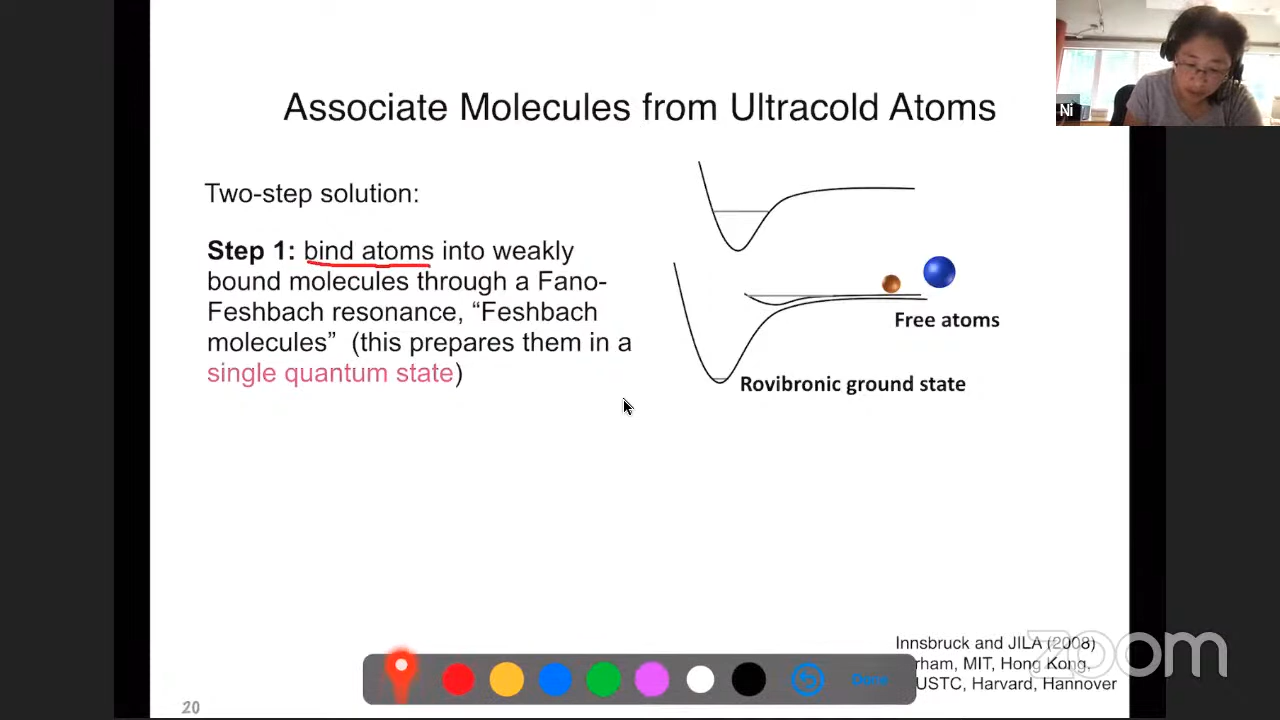 Associate Molecules from Ultracold Atoms
Ni
Two-step solution:
Step 1: bind atoms into weakly
bound molecules through a Fano-
Feshbach resonance, “Feshbach
molecules” (this prepares them in a
single quantum state)
Free atoms
Rovibronic ground state
Innsbruck and JILA (2008)
MIT, Hong Kong,
USTC, Harvard, Hannover
zoom
Done
20